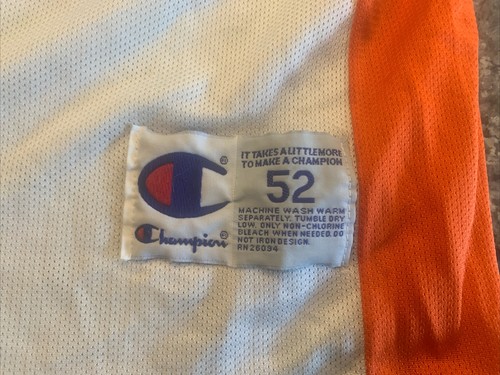 IT TAKES A LITTLE MORE
TO MAKE A CHAMPION
®
52
MACHINE WASH WARM
SEPARATELY. TUMBLE DRY
LOW. ONLY NON-CHLORINE
BLEACH WHEN NEEDED. DO
NOT IRON DESIGN.
RN 26094
Champion®